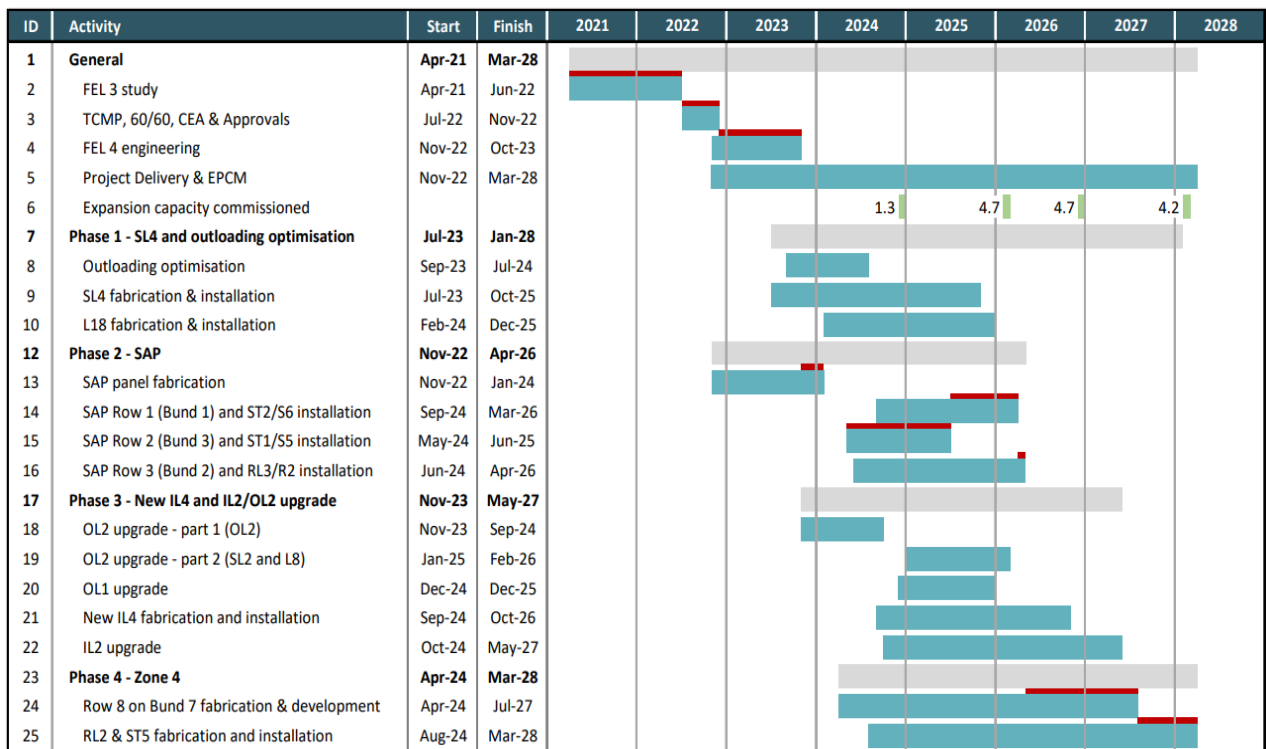 ID Activity Start Finish 2021 2022 2023 2024 2025 2026 2027 2028
1 General Apr-21 Mar-28
2 FEL 3 study Apr-21 Jun-22
3 TCMP, 60/60, CEA & Approvals Jul-22 Nov-22
4 FEL 4 engineering Nov-22 Oct-23
5 Project Delivery & EPCM Nov-22 Mar-28
6 Expansion capacity commissioned 1.3 4.7 4.7 4.2
7 Phase 1 - SL4 and outloading optimisation Jul-23 Jan-28
8 Outloading optimisation Sep-23 Jul-24
9 SL4 fabrication & installation Jul-23 Oct-25
10 L18 fabrication & installation Feb-24 Dec-25
12 Phase 2 - SAP Nov-22 Apr-26
13 SAP panel fabrication Nov-22 Jan-24
14 SAP Row 1 (Bund 1) and ST2/S6 installation Sep-24 Mar-26
15 SAP Row 2 (Bund 3) and ST1/S5 installation May-24 Jun-25
16 SAP Row 3 (Bund 2) and RL3/R2 installation Jun-24 Apr-26
17 Phase 3 - New IL4 and IL2/OL2 upgrade Nov-23 May-27
18 OL2 upgrade - part 1 (OL2) Nov-23 Sep-24
19 OL2 upgrade - part 2 (SL2 and L8) Jan-25 Feb-26
20 OL1 upgrade Dec-24 Dec-25
21 New IL4 fabrication and installation Sep-24 Oct-26
22 IL2 upgrade Oct-24 May-27
23 Phase 4 - Zone 4 Apr-24 Mar-28
24 Row 8 on Bund 7 fabrication & development Apr-24 Jul-27
25 RL2 & ST5 fabrication and installation Aug-24 Mar-28